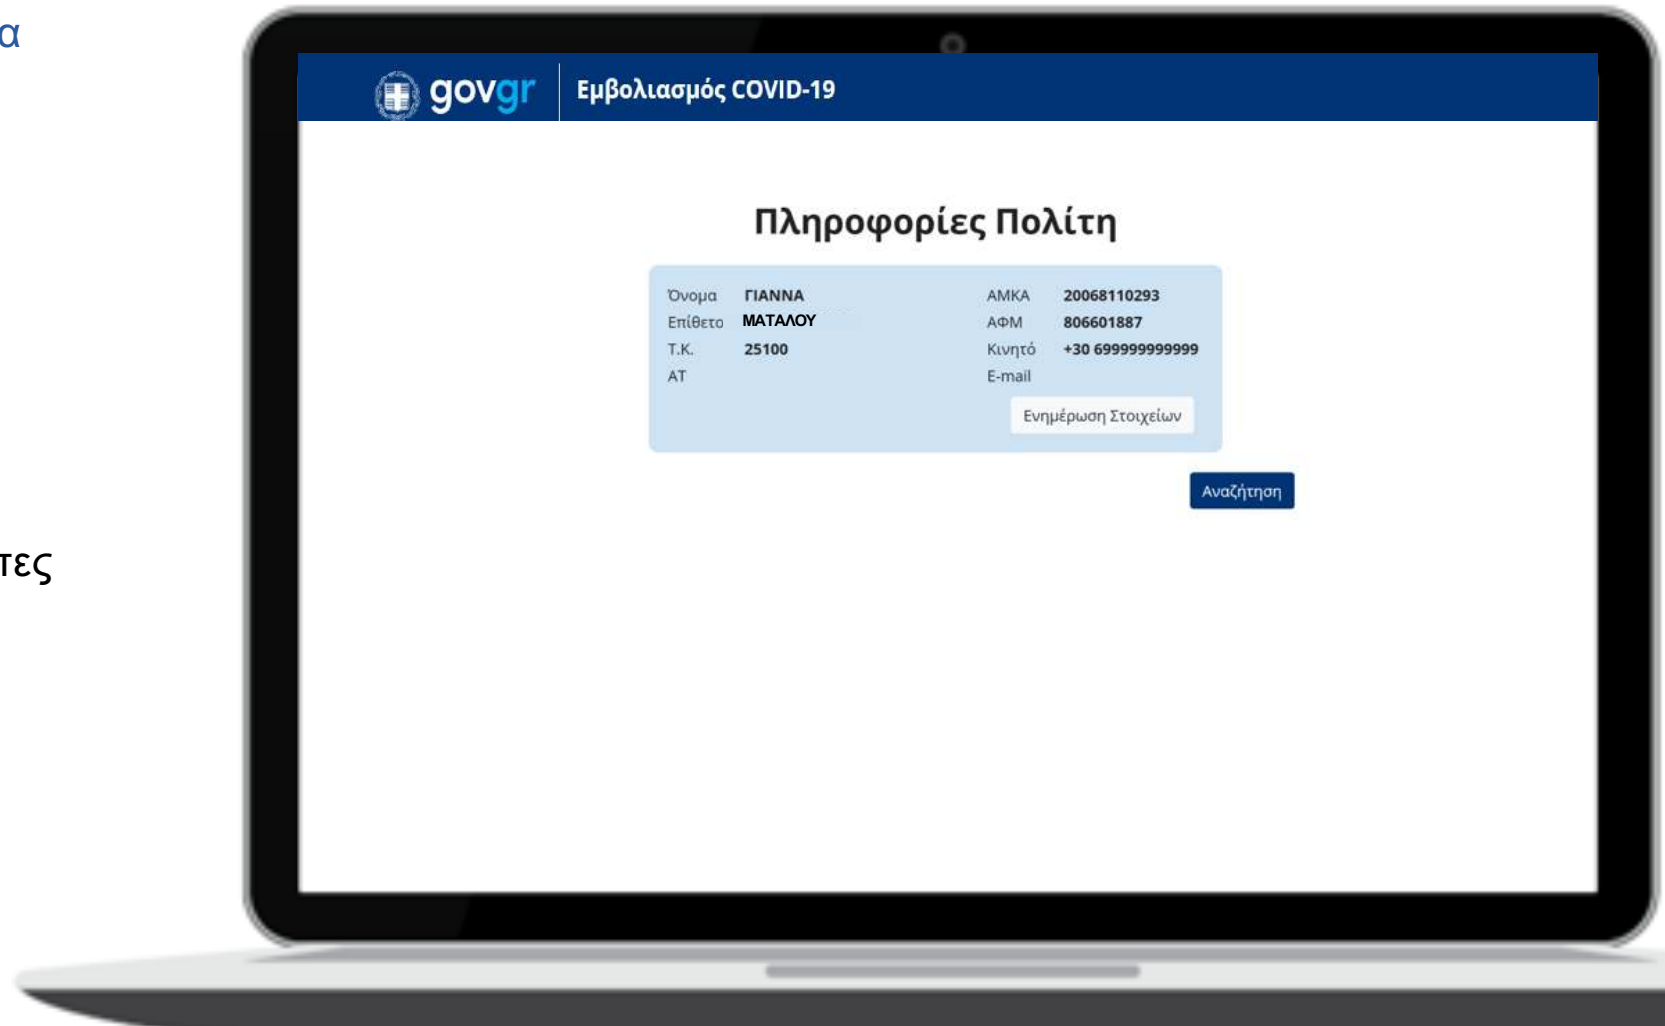 α
govgr Εμβολιασμός COVID-19
Πληροφορίες Πολίτη
Όνομα ΓΙΑΝΝΑ ΑΜΚΑ 20068110293
Επίθετο ΜΑΤΑΛΟΥ ΑΦΜ 806601887
Τ.Κ. 25100 Κινητό +30 699999999999
ΑΤ E-mail
Ενημέρωση Στοιχείων
Αναζήτηση
τες